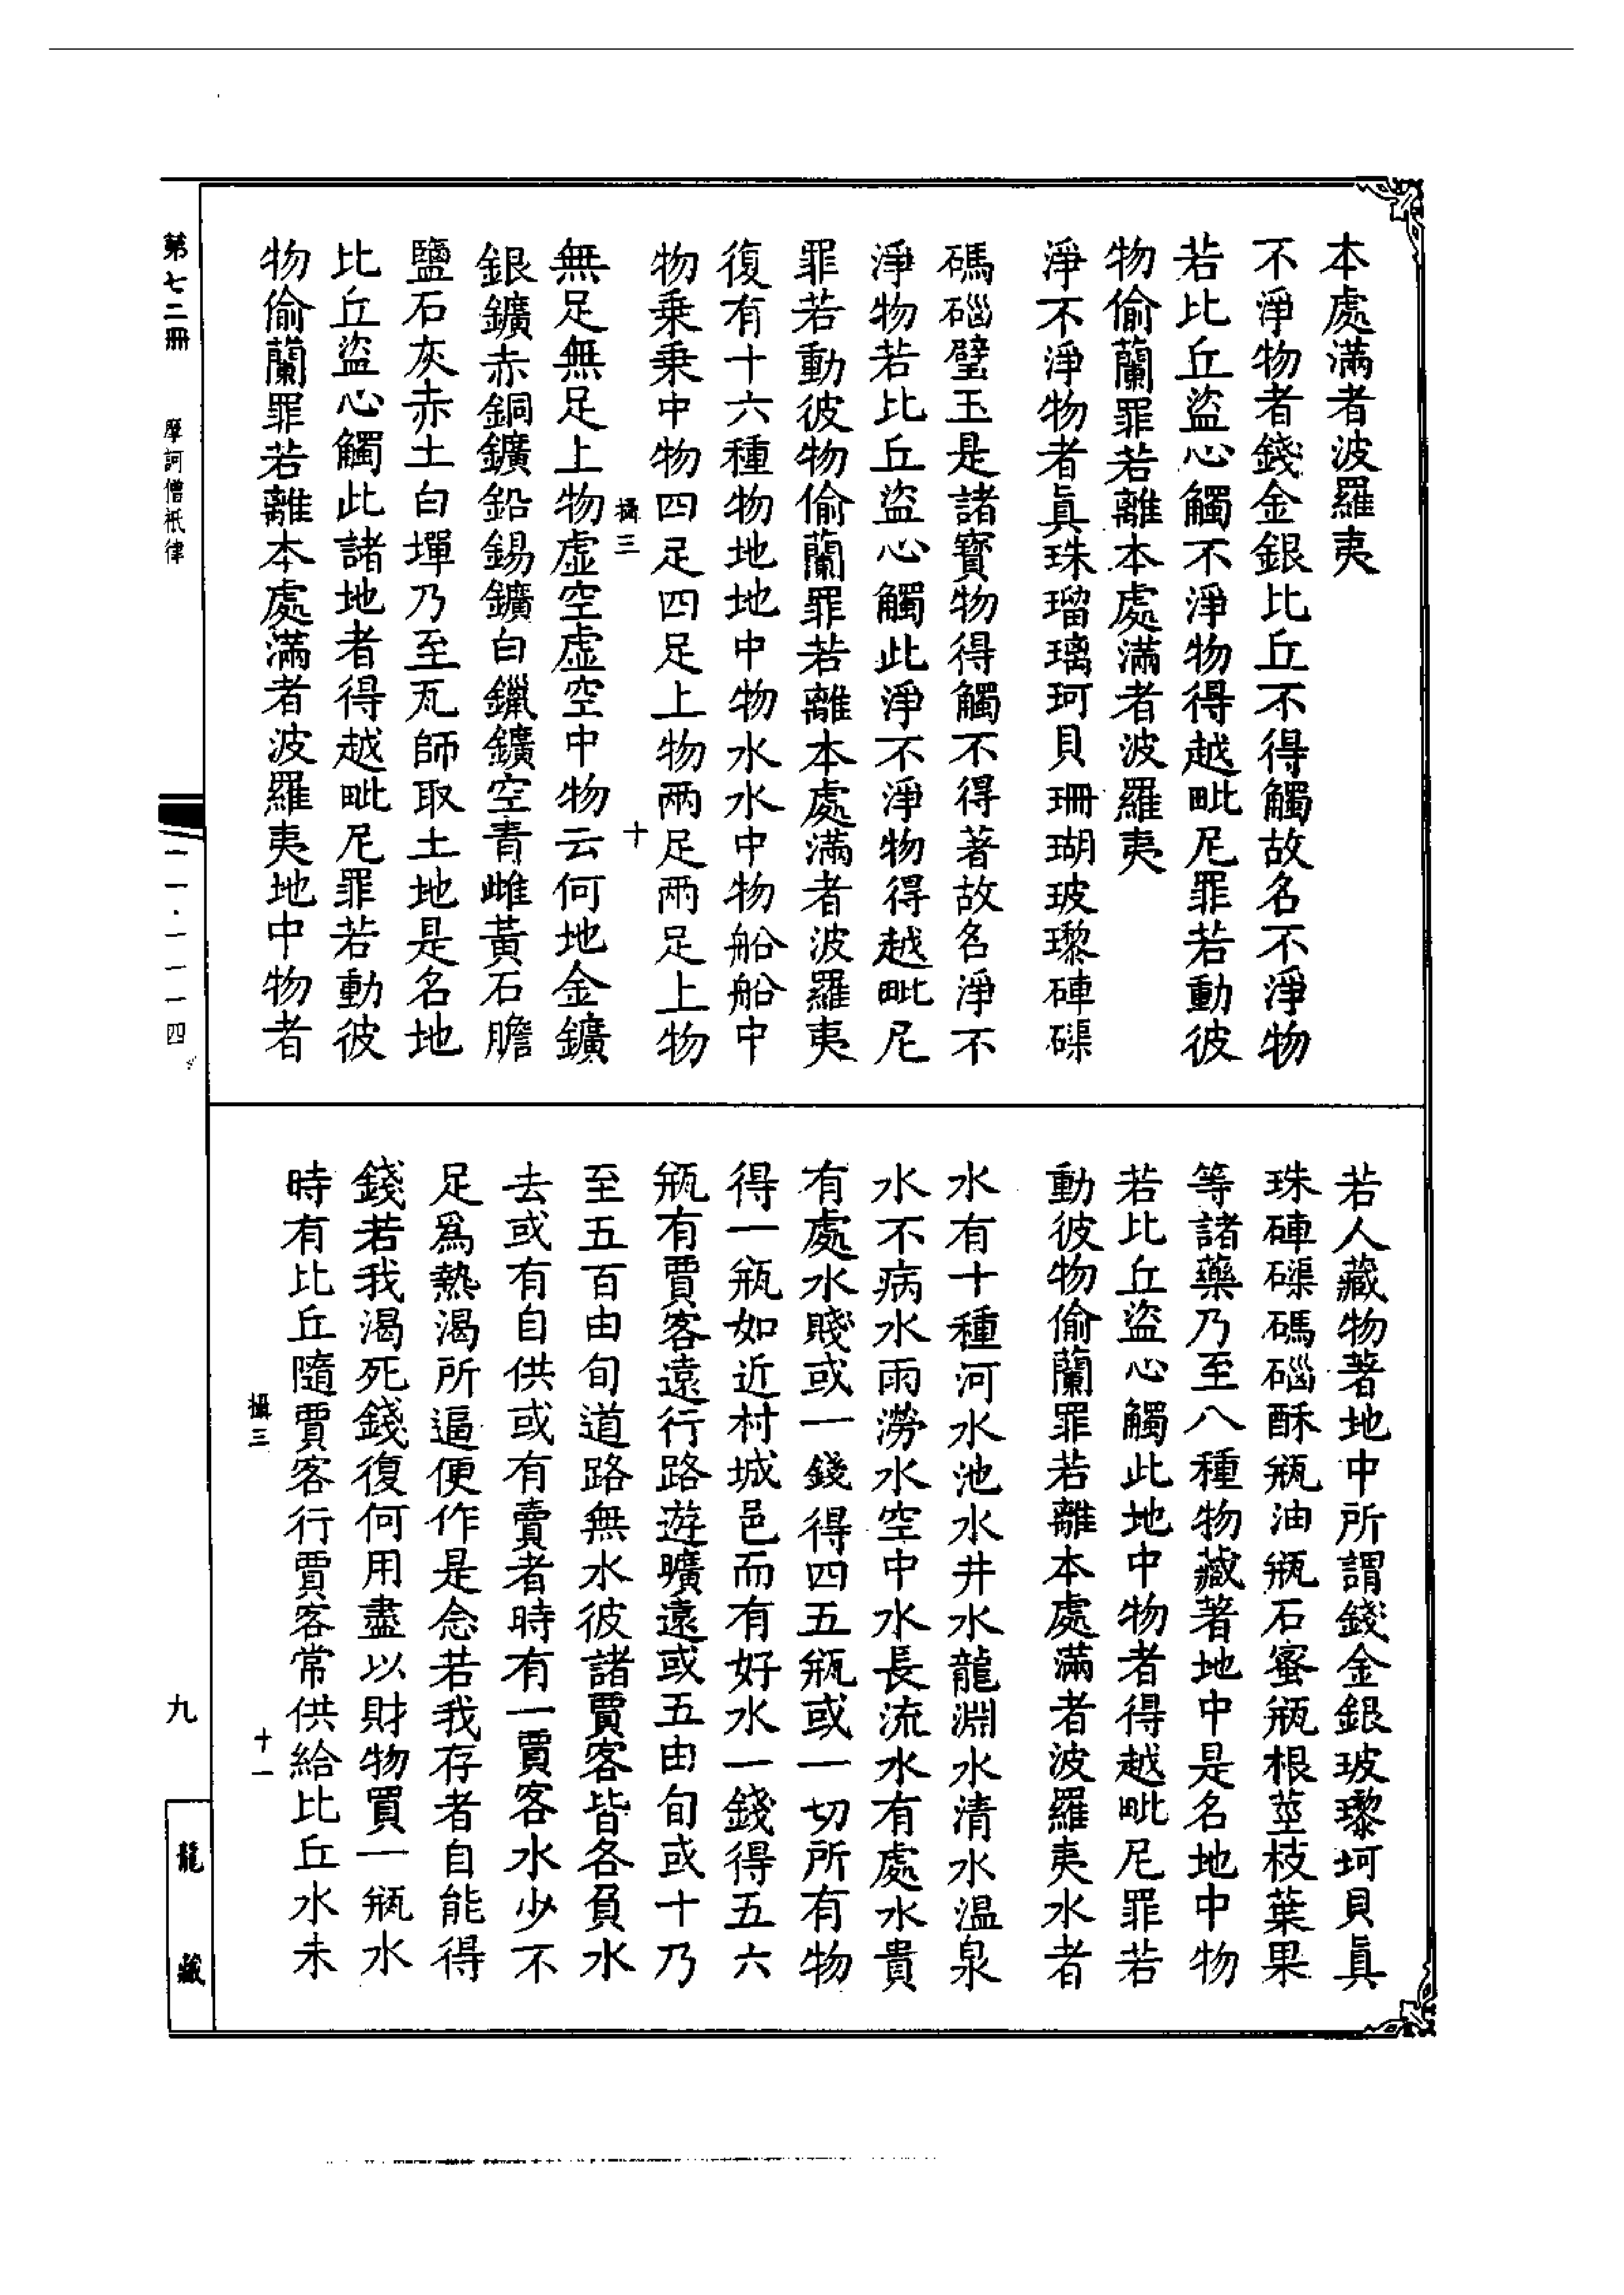 本處滿者波羅夷
不淨物者錢金銀比丘不得觸故名不淨物
若比丘盜心觸不淨物得越毗尼罪若動彼
物偷蘭罪若離本處滿者波羅夷
淨不淨物者眞珠瑠璃珂貝珊瑚玻瓈硨磲
碼碯璧玉是諸寶物得觸不得著故名淨不
淨物若比丘盜心觸此淨不淨物得越毗尼
罪若動彼物偷蘭罪若離本處滿者波羅夷
復有十六種物地地中物水水中物船船中
物乗乗中物四足四足上物兩足兩足上物
攝三 十
無足無足上物虛空虛空中物云何地金鑛
銀鑛赤銅鑛鉛錫鑛白鑞鑛空青雌黃石膽
鹽石灰赤土白墠乃至瓦師取土地是名地
比丘盜心觸此諸地者得越毗尼罪若動彼
物偷蘭罪若離本處滿者波羅夷地中物者
若人藏物著地中所謂錢金銀玻瓈珂貝眞
珠硨磲碼碯酥瓶油瓶石蜜瓶根莖枝葉果
等諸藥乃至八種物藏著地中是名地中物
若比丘盜心觸此地中物者得越毗尼罪若
動彼物偷蘭罪若離本處滿者波羅夷水者
水有十種河水池水井水龍淵水清水温泉
水不病水雨澇水空中水長流水有處水貴
有處水賤或一錢得四五瓶或一切所有物
得一瓶如近村城邑而有好水一錢得五六
瓶有賈客遠行路遊曠遠或五由旬或十乃
至五百由旬道路無水彼諸賈客皆各負水
去或有自供或有賣者時有一賈客水少不
足爲熱渴所逼便作是念若我存者自能得
錢若我渴死錢復何用盡以財物買一瓶水
時有比丘隨賈客行賈客常供給比丘水未
攝三 十一
第七二冊 摩訶僧祇律
一一·一一一四
九
龍藏